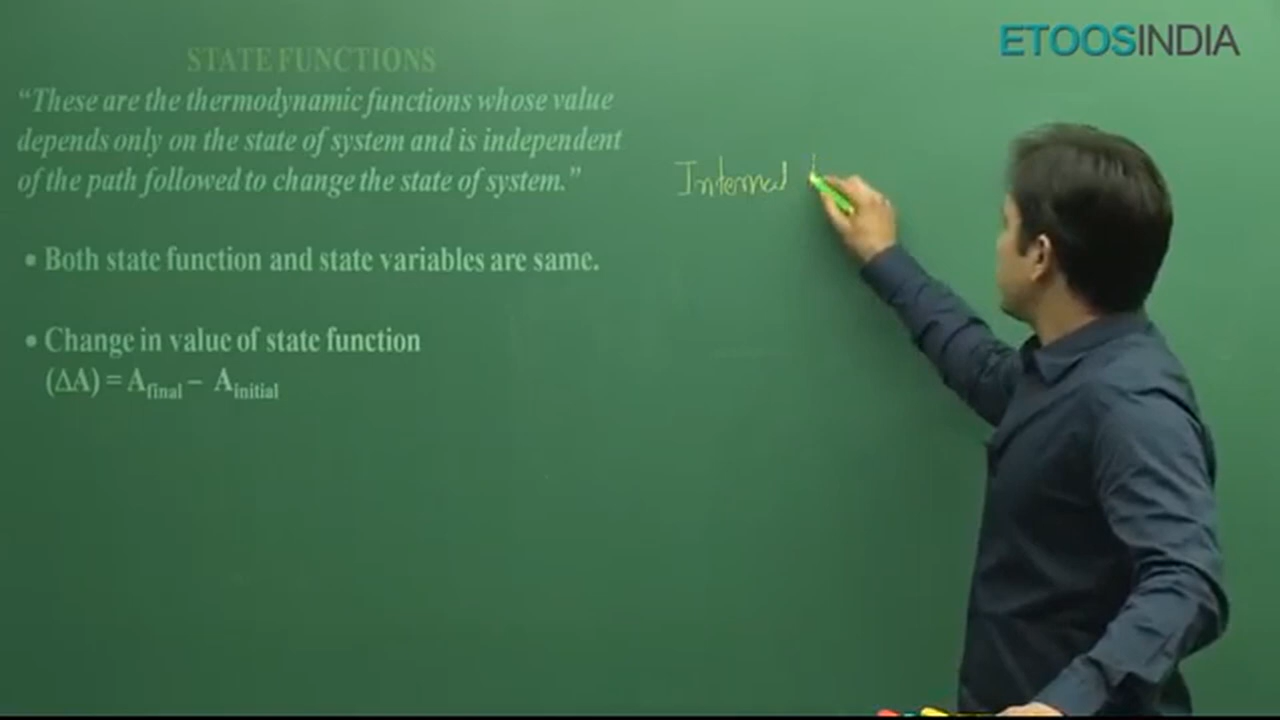 ETOOSINDIA
STATE FUNCTIONS
“These are the thermodynamic functions whose value
depends only on the state of system and is independent
of the path followed to change the state of system.”
Internal
• Both state function and state variables are same.
• Change in value of state function
(ΔA) = A_final – A_initial